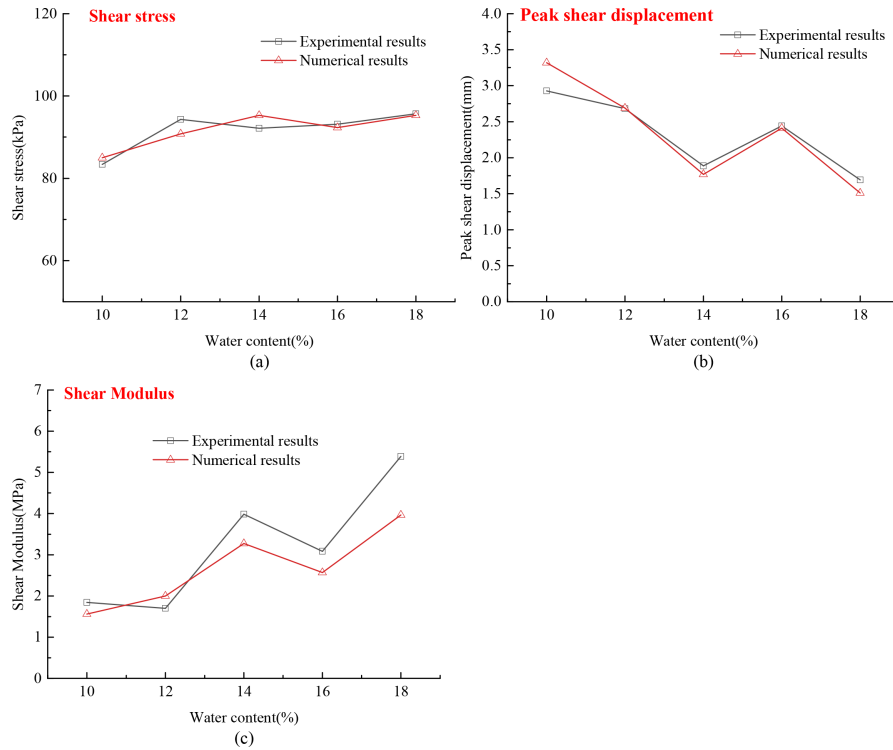 Shear stress
120
100
80
60
Shear stress(kPa)
Experimental results
Numerical results
10 12 14 16 18
Water content(%)
(a)
Peak shear displacement
4.0
3.5
3.0
2.5
2.0
1.5
1.0
0.5
0.0
Peak shear displacement(mm)
Experimental results
Numerical results
10 12 14 16 18
Water content(%)
(b)
Shear Modulus
7
6
5
4
3
2
1
0
Shear Modulus(MPa)
Experimental results
Numerical results
10 12 14 16 18
Water content(%)
(c)